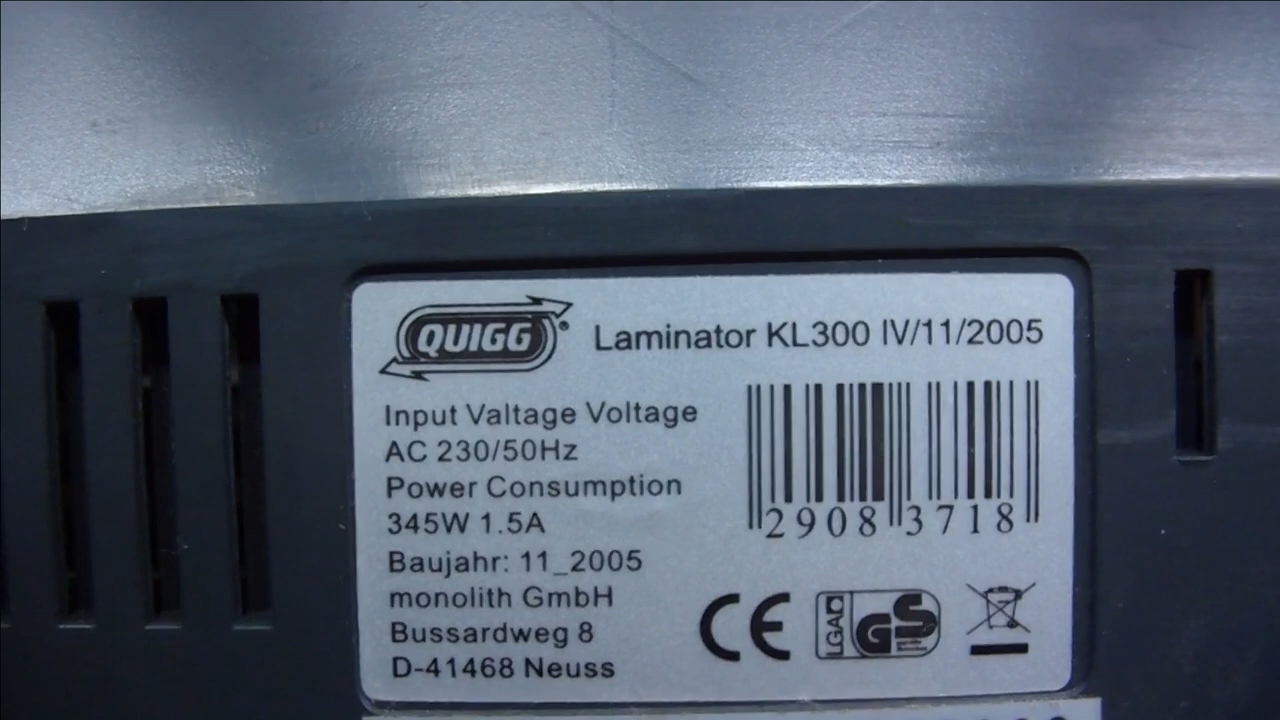 QUIGG® Laminator KL300 IV/11/2005
Input Valtage Voltage
AC 230/50Hz
Power Consumption
345W 1.5A
Baujahr: 11_2005
monolith GmbH
Bussardweg 8
D-41468 Neuss
2908 3718
CE
LGA
GS